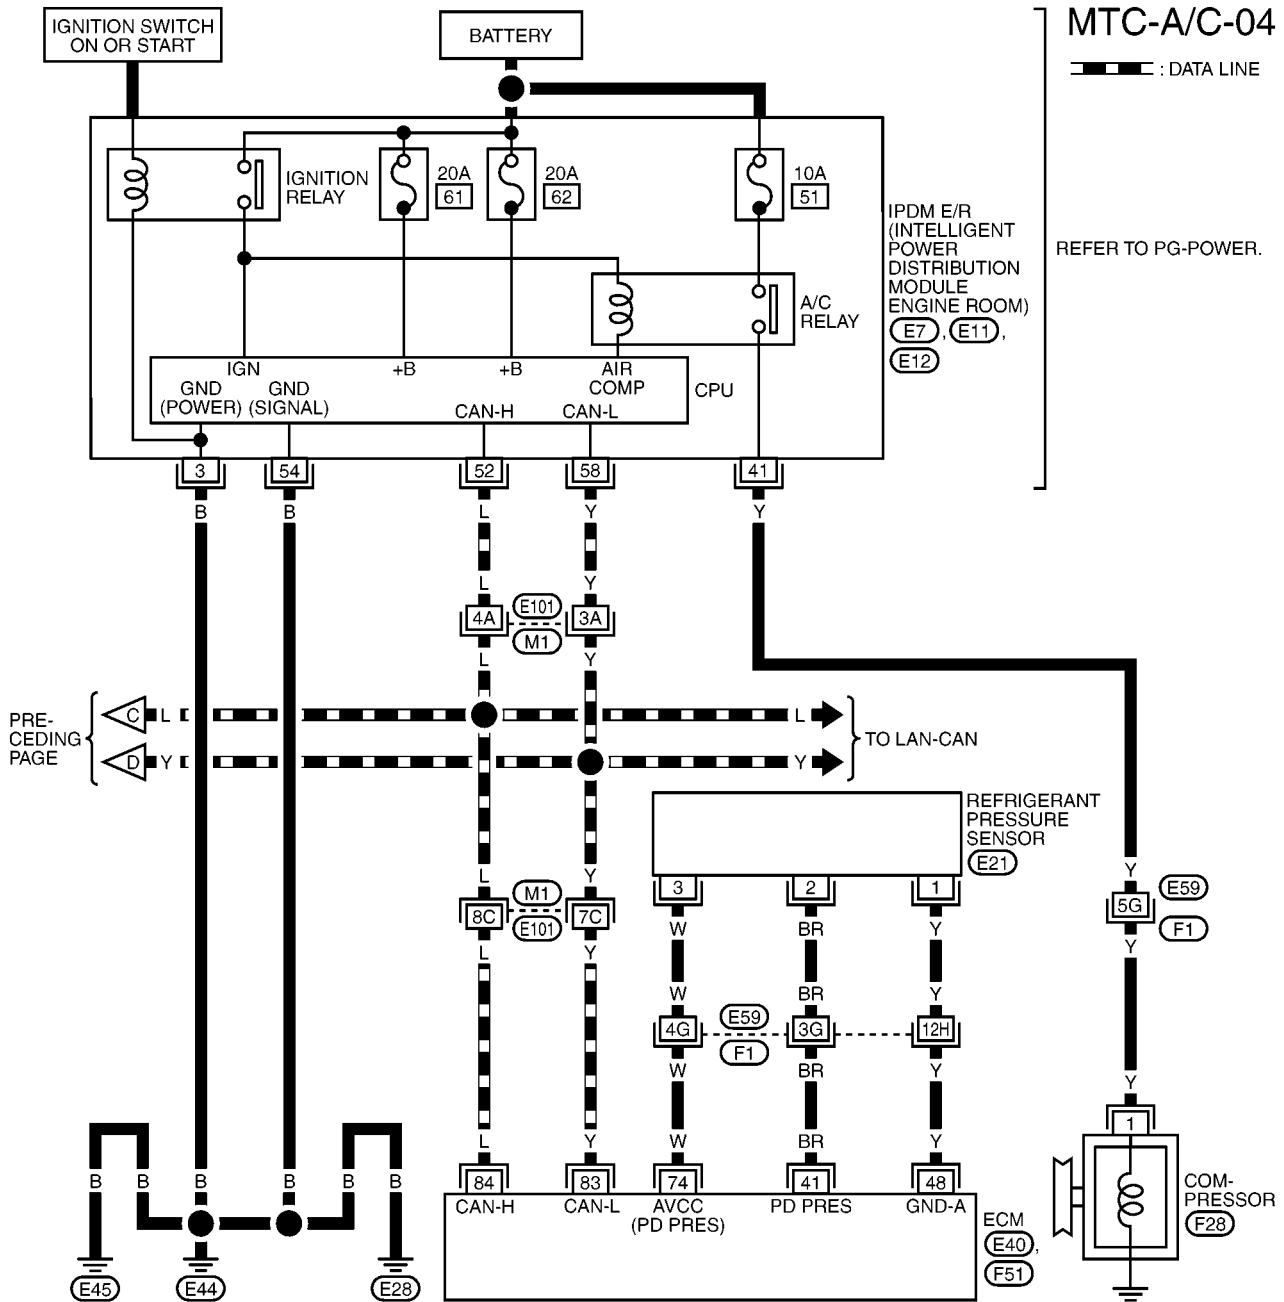 IGNITION SWITCH
ON OR START
BATTERY
MTC-A/C-04
: DATA LINE
IGNITION
RELAY
20A
61
20A
62
10A
51
IPDM E/R
(INTELLIGENT
POWER
DISTRIBUTION
MODULE
ENGINE ROOM)
E7 , E11 ,
E12
REFER TO PG-POWER.
A/C
RELAY
IGN
+B
+B
AIR
COMP
CPU
GND
(POWER)
GND
(SIGNAL)
CAN-H
CAN-L
3
54
52
58
41
B
B
L
Y
Y
L
Y
4A
E101
M1
3A
L
Y
PRE-
CEDING
PAGE
C
L
L
D
Y
Y
TO LAN-CAN
REFRIGERANT
PRESSURE
SENSOR
E21
3
2
1
L
Y
8C
M1
E101
7C
L
Y
W
BR
Y
W
BR
Y
4G
E59
F1
3G
12H
W
BR
Y
Y
5G
E59
F1
Y
Y
1
L
Y
W
BR
Y
84
83
74
41
48
CAN-H
CAN-L
AVCC
(PD PRES)
PD PRES
GND-A
ECM
E40 ,
F51
COM-
PRESSOR
F28
B
B
B
B
B
B
E45
E44
E28